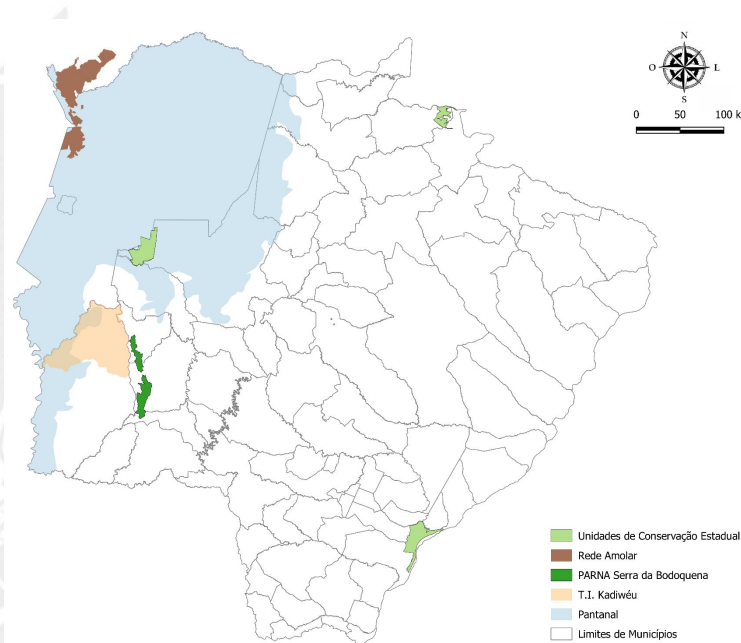 N
O
L
S
0 50 100 k
Unidades de Conservação Estadual
Rede Amolar
PARNA Serra da Bodoquena
T.I. Kadiwéu
Pantanal
Limites de Municípios